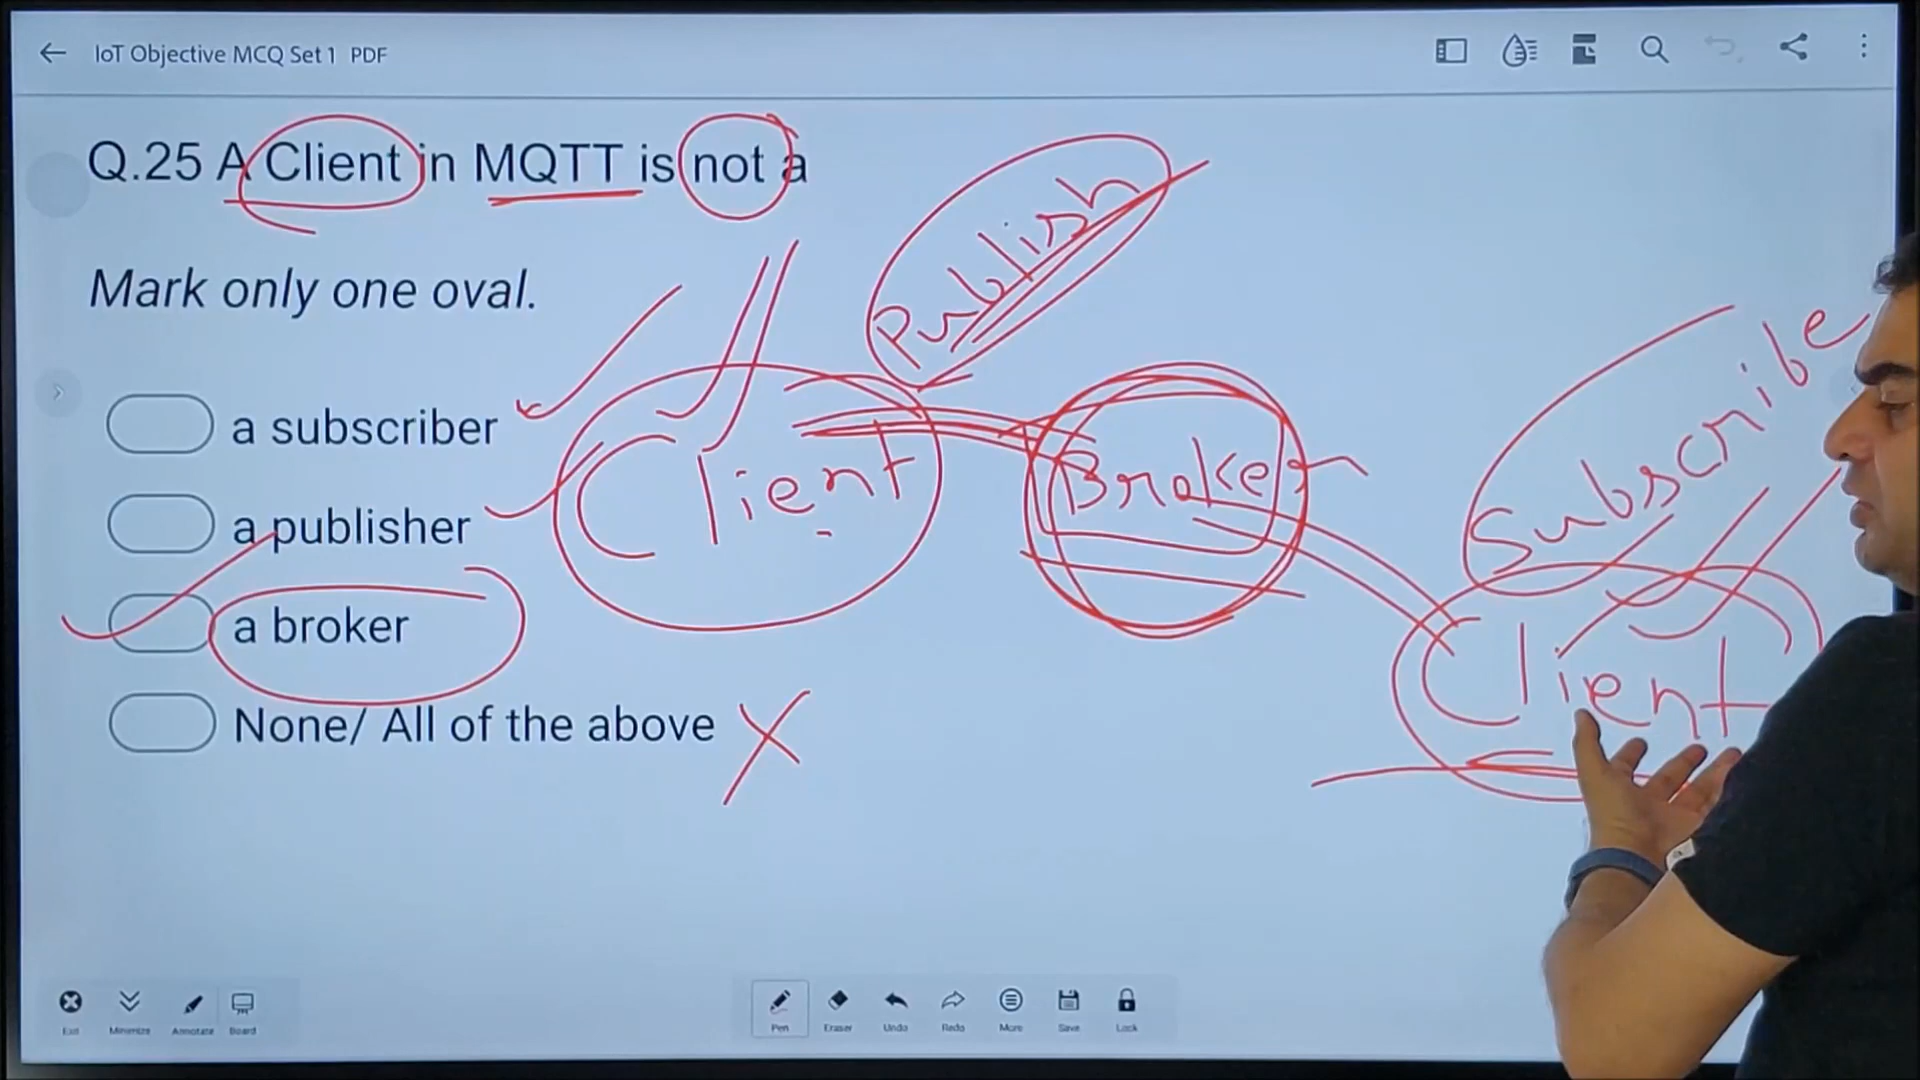 IoT Objective MCQ Set 1 PDF
Q.25 A Client in MQTT is not a
Mark only one oval.
a subscriber
a publisher
a broker
None/ All of the above
Publish
Client
Broker
Subscribe
Client
Exit
Minimize
Annotate
Board
Pen
Eraser
Undo
Redo
More
Save
Lock